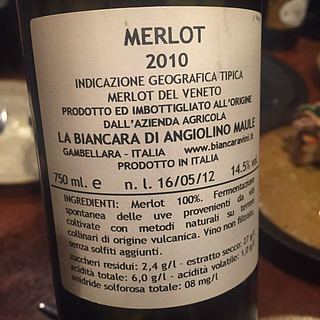 MERLOT
2010
INDICAZIONE GEOGRAFICA TIPICA
MERLOT DEL VENETO
PRODOTTO ED IMBOTTIGLIATO ALL'ORIGINE
DALL'AZIENDA AGRICOLA
LA BIANCARA DI ANGIOLINO MAULE
GAMBELLARA - ITALIA www.biancaravini.it
PRODOTTO IN ITALIA
750 ml. e n. l. 16/05/12 14.5% vol.
INGREDIENTI: Merlot 100%. Fermentazione
spontanea delle uve provenienti da viti
coltivate con metodi naturali su terreni
collinari di origine vulcanica. Vino non filtrato,
senza solfiti aggiunti.
zuccheri residui: 2,4 g/l - estratto secco:
acidità totale: 6,0 g/l - acidità volatile: 1,0 g/l
anidride solforosa totale: 08 mg/l